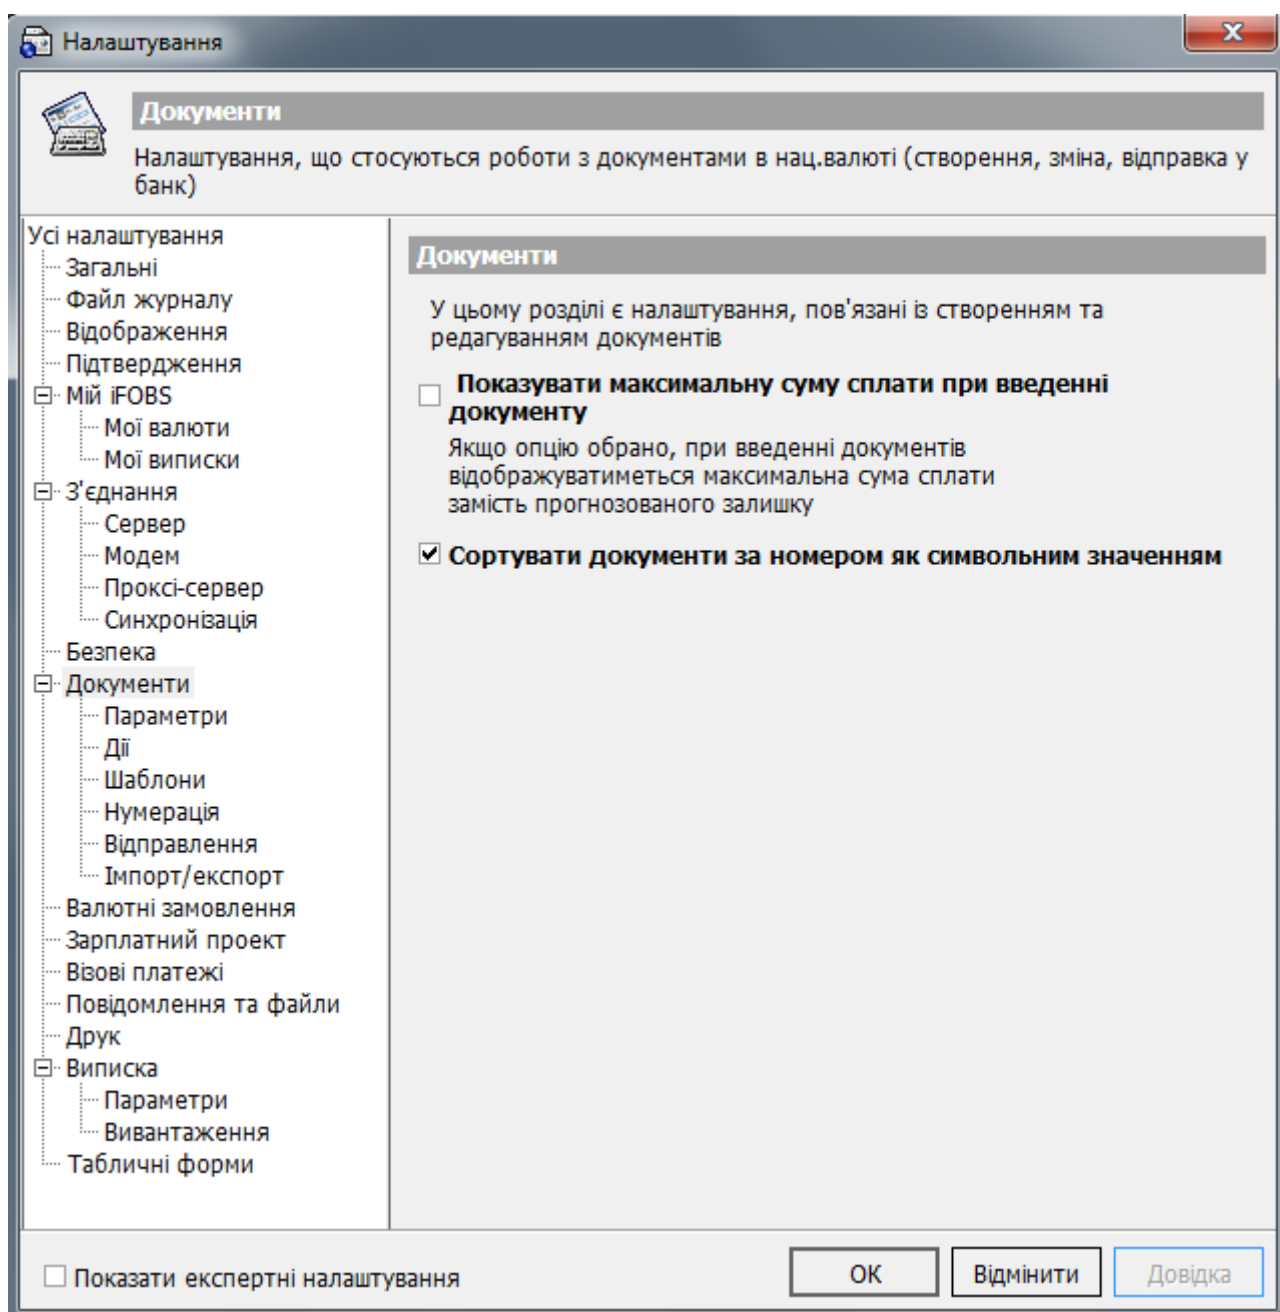 Налаштування
Документи
Налаштування, що стосуються роботи з документами в нац.валюті (створення, зміна, відправка у
банк)
Усі налаштування
Загальні
Файл журналу
Відображення
Підтвердження
Мій iFOBS
Мої валюти
Мої виписки
З'єднання
Сервер
Модем
Проксі-сервер
Синхронізація
Безпека
Документи
Параметри
Дії
Шаблони
Нумерація
Відправлення
Імпорт/експорт
Валютні замовлення
Зарплатний проект
Візові платежі
Повідомлення та файли
Друк
Виписка
Параметри
Вивантаження
Табличні форми
Документи
У цьому розділі є налаштування, пов'язані із створенням та
редагуванням документів
Показувати максимальну суму сплати при введенні
документу
Якщо опцію обрано, при введенні документів
відображуватиметься максимальна сума сплати
замість прогнозованого залишку
Сортувати документи за номером як символьним значенням
Показати експертні налаштування
ОК
Відмінити
Довідка